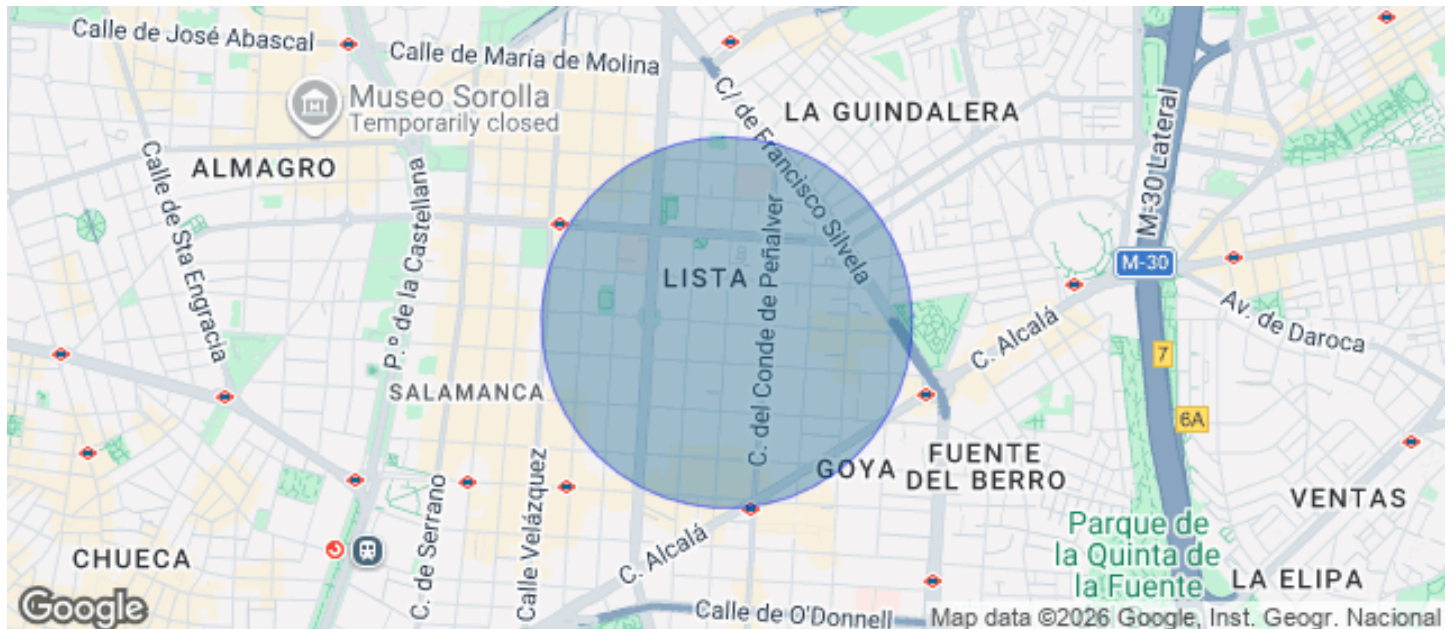 Calle de José Abascal
Calle de María de Molina
Museo Sorolla
Temporarily closed
C/ de Francisco Silvela
LA GUINDALERA
M-30 Lateral
ALMAGRO
Calle de Sta Engracia
P.º de la Castellana
C. del Conde de Peñalver
LISTA
M-30
Av. de Daroca
C. Alcalá
7
SALAMANCA
6A
GOYA
FUENTE
DEL BERRO
VENTAS
C. de Serrano
Calle Velázquez
C. Alcalá
Parque de
la Quinta de
la Fuente
CHUECA
LA ELIPA
Calle de O'Donnell
Google
Map data ©2026 Google, Inst. Geogr. Nacional